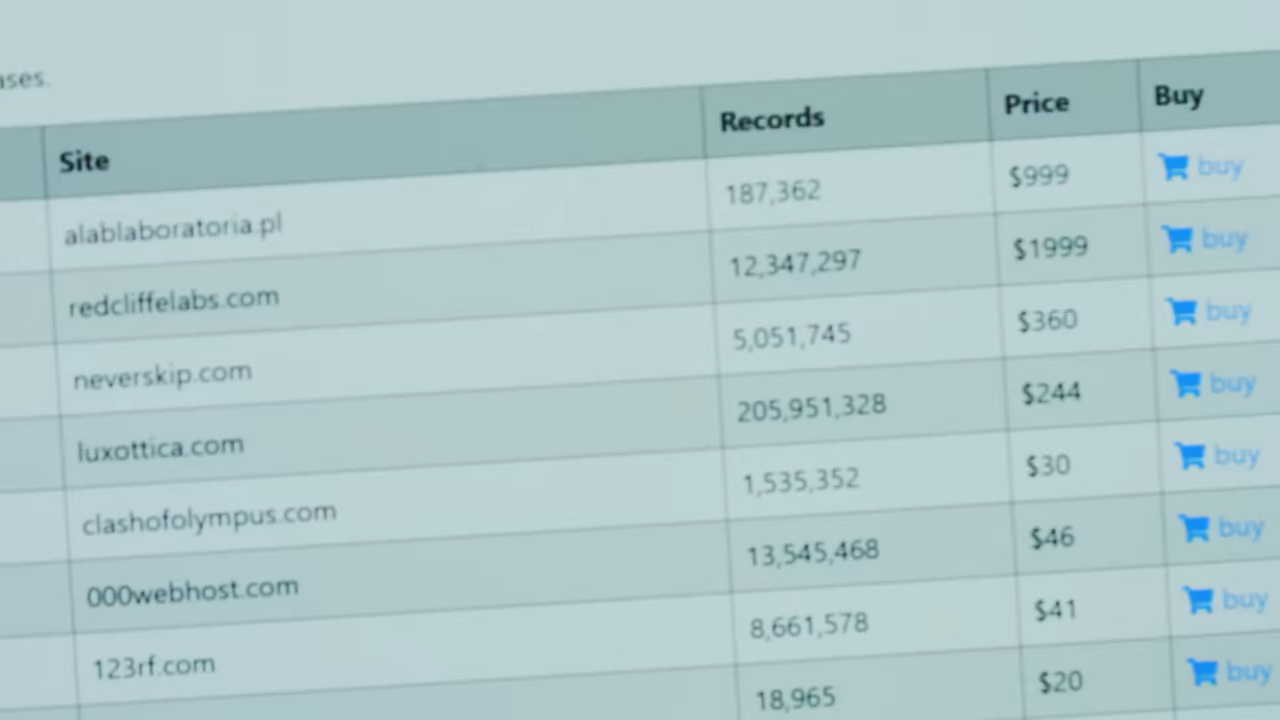 ases.
Site Records Price Buy
alablaboratoria.pl 187,362 $999 buy
redcliffelabs.com 12,347,297 $1999 buy
neverskip.com 5,051,745 $360 buy
luxottica.com 205,951,328 $244 buy
clashofolympus.com 1,535,352 $30 buy
000webhost.com 13,545,468 $46 buy
123rf.com 8,661,578 $41 buy
18,965 $20 buy